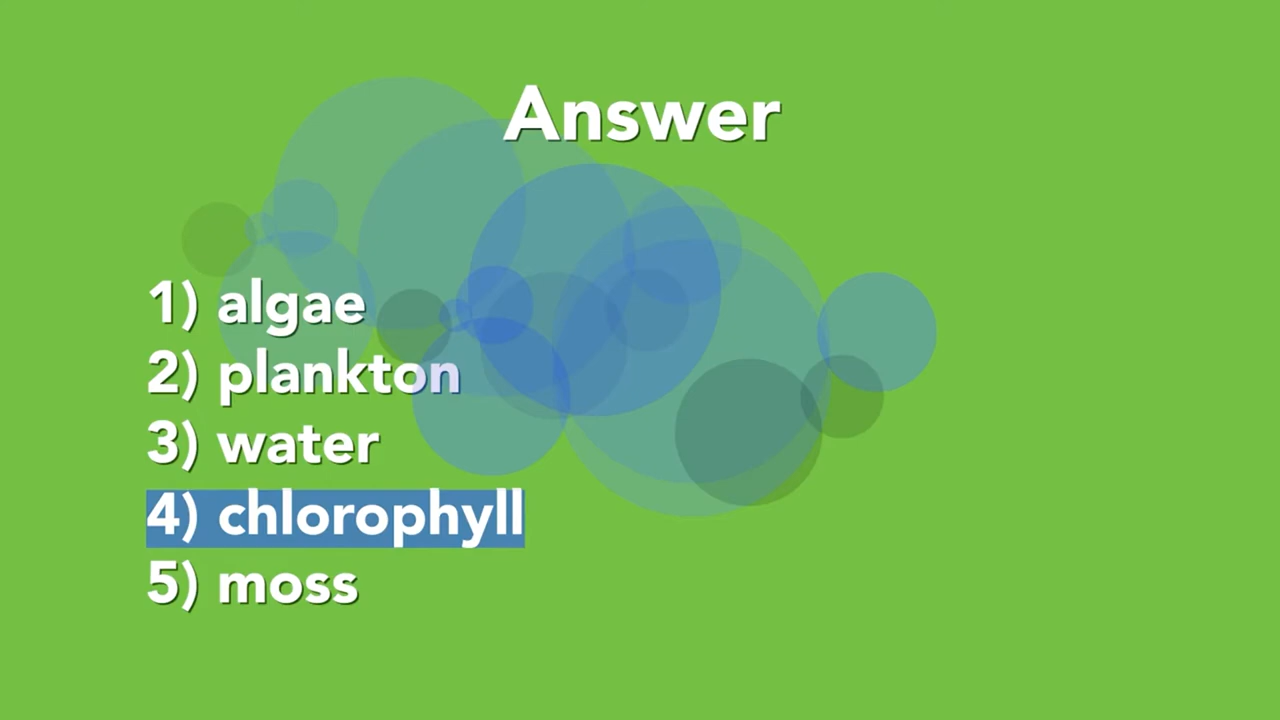 Answer
1) algae
2) plankton
3) water
4) chlorophyll
5) moss